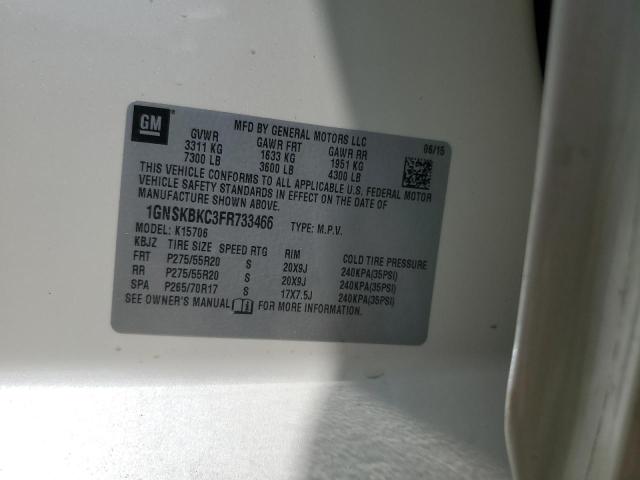 GM
MFD BY GENERAL MOTORS LLC
06/15
GVWR GAWR FRT GAWR RR
3311 KG 1633 KG 1951 KG
7300 LB 3600 LB 4300 LB
THIS VEHICLE CONFORMS TO ALL APPLICABLE U.S. FEDERAL MOTOR
VEHICLE SAFETY STANDARDS IN EFFECT ON THE DATE OF
MANUFACTURE SHOWN ABOVE.
1GNSKBKC3FR733466 TYPE: M.P.V.
MODEL: K15706
KBJZ TIRE SIZE SPEED RTG RIM COLD TIRE PRESSURE
FRT P275/55R20 S 20X9J 240KPA(35PSI)
RR P275/55R20 S 20X9J 240KPA(35PSI)
SPA P265/70R17 S 17X7.5J 240KPA(35PSI)
SEE OWNER'S MANUAL FOR MORE INFORMATION.